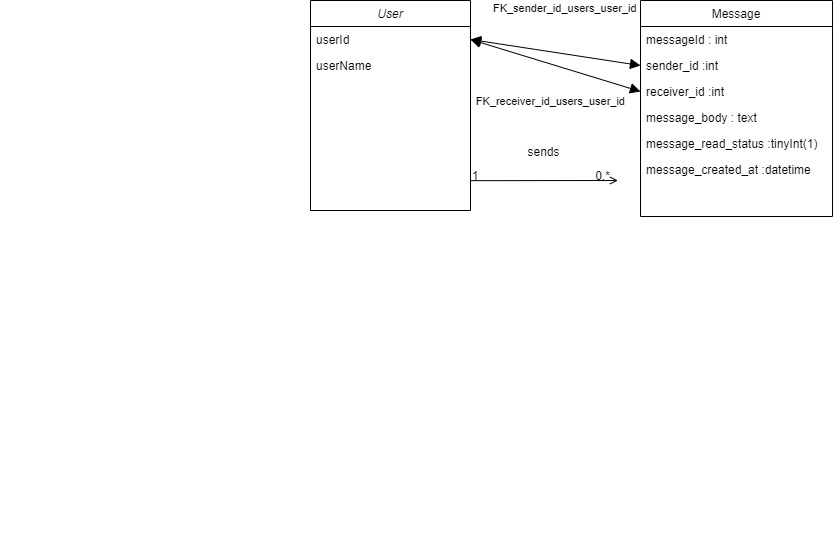 User
userId
userName
FK_sender_id_users_user_id
FK_receiver_id_users_user_id
sends
1
0.*
Message
messageId : int
sender_id :int
receiver_id :int
message_body : text
message_read_status :tinyInt(1)
message_created_at :datetime